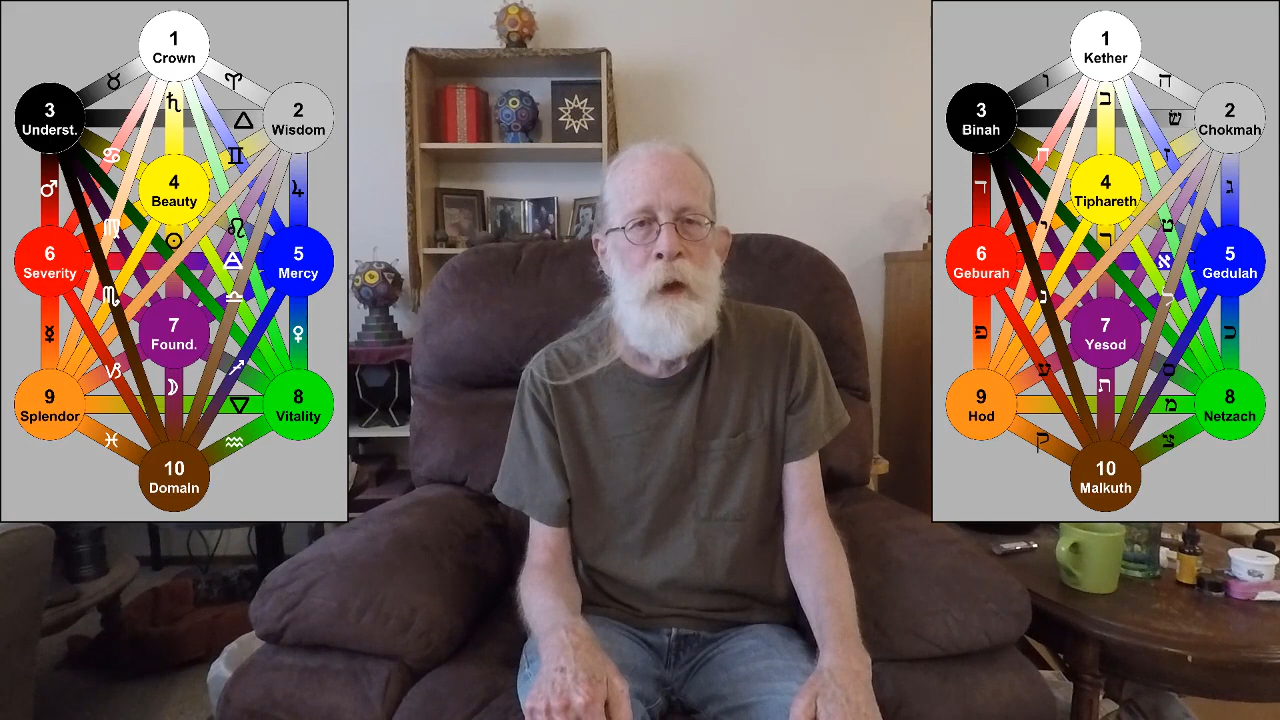 1
Crown
♉ ♈
♄
3
Underst.
2
Wisdom
♋ ♊
4
Beauty
♂ ♃
♍ ♌
☉
6
Severity
5
Mercy
♏ ♎
7
Found.
☿ ♀
♑ ♐
☽
9
Splendor
8
Vitality
♓ ♒
10
Domain
1
Kether
ו ה
ב
3
Binah
2
Chokmah
ש
ח ז
4
Tiphareth
ד ג
י ט
ר
6
Geburah
5
Gedulah
א
נ ל
7
Yesod
פ
ע ס
ת
9
Hod
8
Netzach
מ
ק צ
10
Malkuth